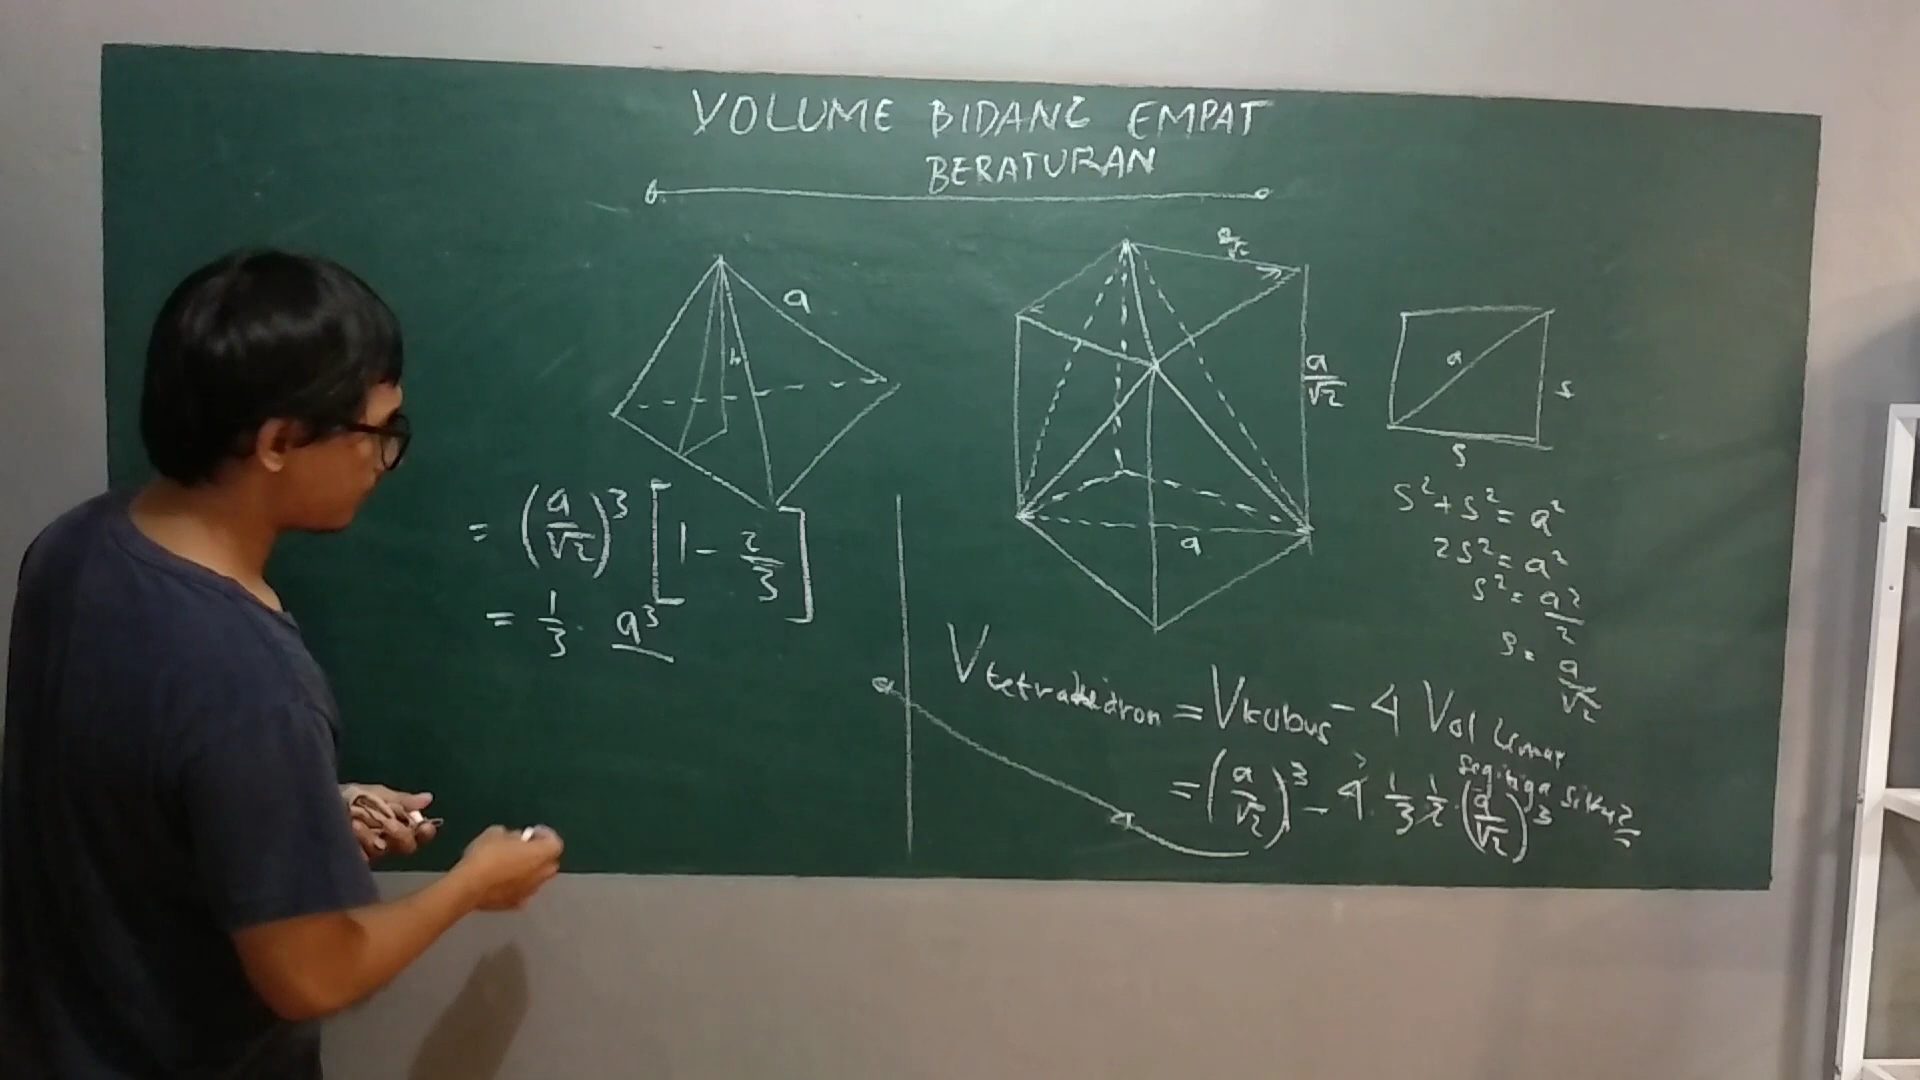 VOLUME BIDANG EMPAT
BERATURAN
a
h
= (a/√2)³ [1 - 2/3]
= 1/3 · a³
a/√2
a/√2
a
a
s
s
s² + s² = a²
2s² = a²
s² = a²/2
s = a/√2
V tetrahedron = V kubus - 4 Vol Limas
segitiga siku2
= (a/√2)³ - 4 · 1/3 · 1/2 · (a/√2)³